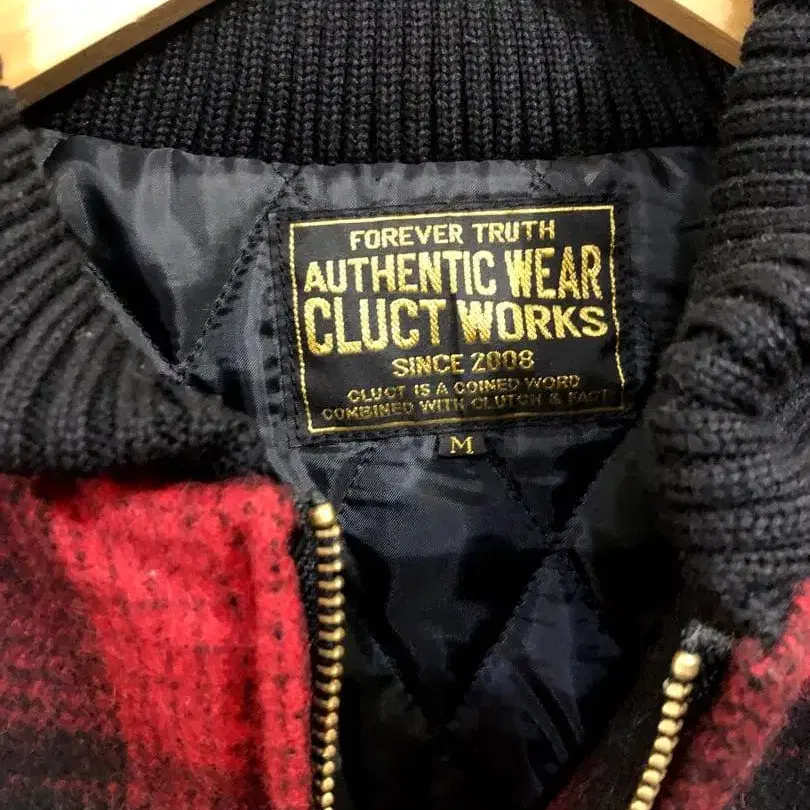 FOREVER TRUTH
AUTHENTIC WEAR
CLUCT WORKS
SINCE 2008
CLUCT IS A COINED WORD
COMBINED WITH CLUTCH & FACT
M